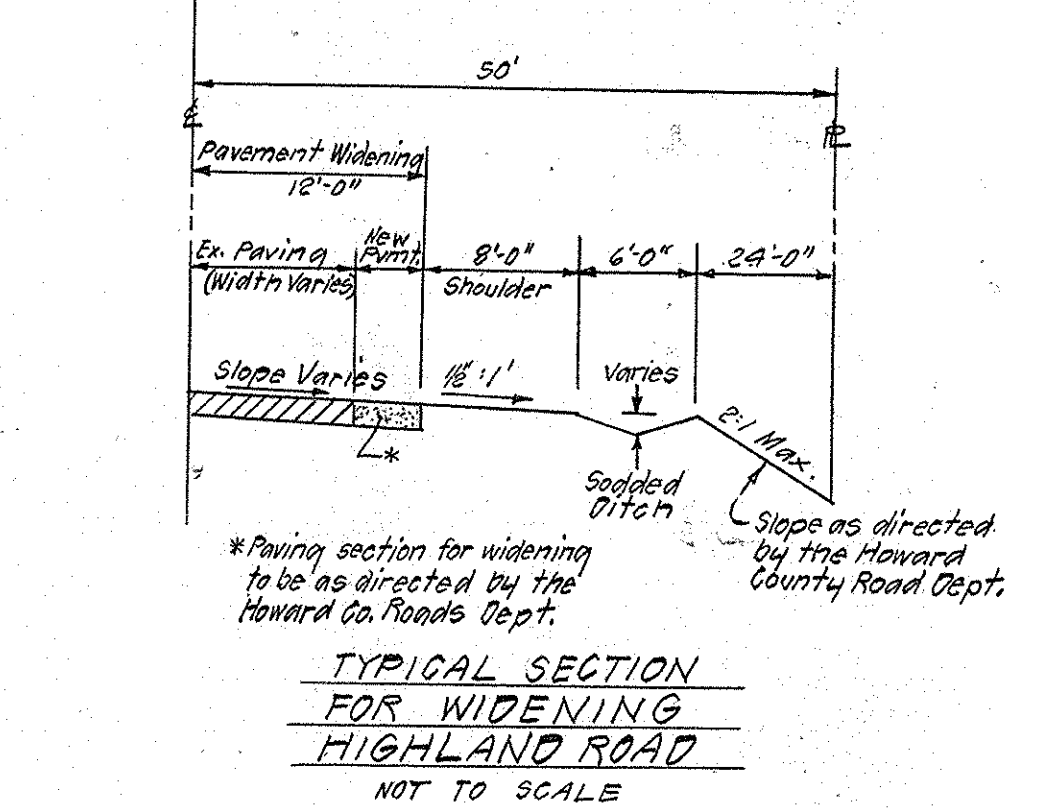 50'
℄
PL
Pavement Widening
12'-0"
Ex. Paving
(Width Varies)
New
Pvmt.
8'-0"
Shoulder
6'-0"
24'-0"
Slope Varies
1½" : 1'
Varies
2:1 Max.
*
Sodded
Ditch
Slope as directed
by the Howard
County Road Dept.
* Paving section for widening
to be as directed by the
Howard Co. Roads Dept.
TYPICAL SECTION
FOR WIDENING
HIGHLAND ROAD
NOT TO SCALE